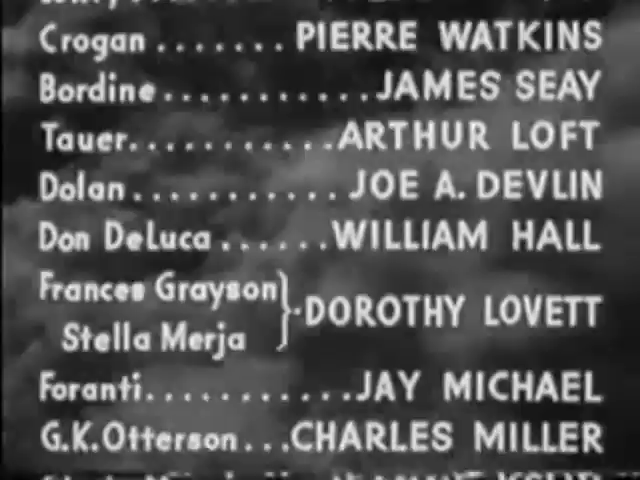 Crogan.......PIERRE WATKINS
Bordine...........JAMES SEAY
Tauer...........ARTHUR LOFT
Dolan...........JOE A. DEVLIN
Don DeLuca......WILLIAM HALL
Frances Grayson
Stella Merja }.DOROTHY LOVETT
Foranti...........JAY MICHAEL
G.K.Otterson...CHARLES MILLER